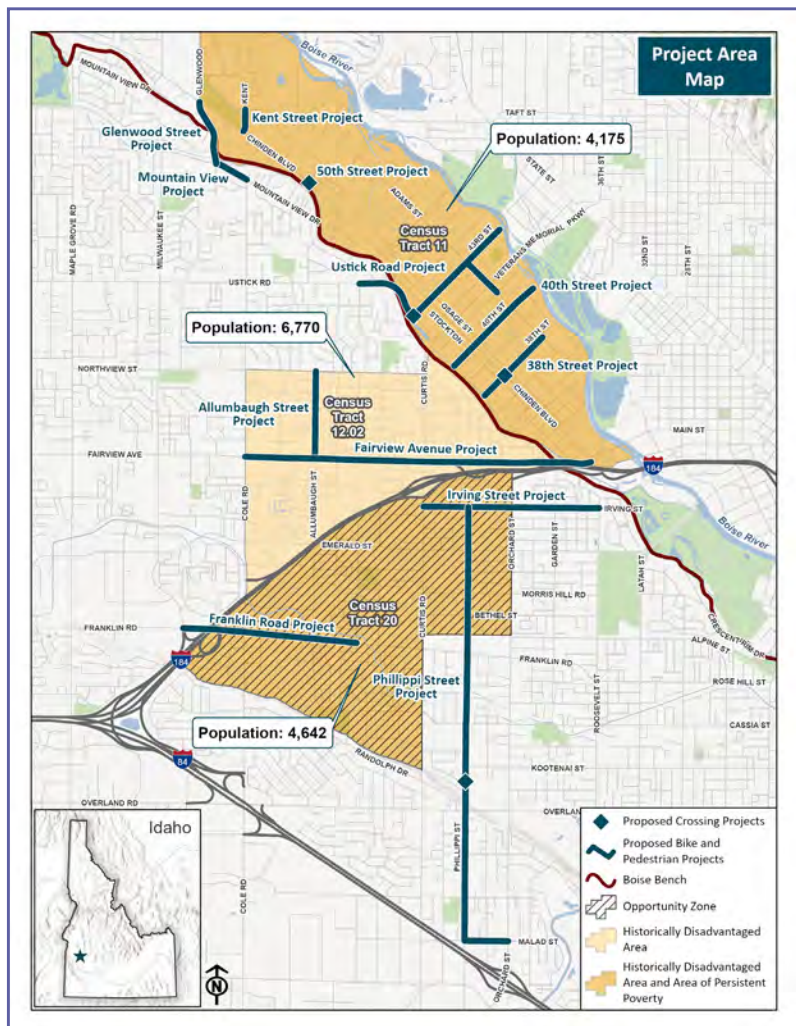 Project Area
Map
Boise River
MOUNTAIN VIEW DR
GLENWOOD
KENT
Kent Street Project
Glenwood Street
Project
CHINDEN BLVD
Population: 4,175
TAFT ST
STATE ST
36TH ST
50th Street Project
Mountain View
Project
MOUNTAIN VIEW DR
ADAMS ST
MAPLE GROVE RD
MILWAUKEE ST
Census
Tract 11
43RD ST
VETERANS MEMORIAL PKWY
32ND ST
28TH ST
Ustick Road Project
USTICK RD
40th Street Project
OSAGE ST
STOCKTON
40TH ST
38TH ST
Population: 6,770
38th Street Project
NORTHVIEW ST
CURTIS RD
CHINDEN BLVD
Allumbaugh Street
Project
Census
Tract
12.02
MAIN ST
FAIRVIEW AVE
Fairview Avenue Project
184
COLE RD
ALLUMBAUGH ST
Irving Street Project
IRVING ST
Boise River
EMERALD ST
ORCHARD ST
GARDEN ST
LATAH ST
MORRIS HILL RD
Census
Tract 20
CURTIS RD
BETHEL ST
FRANKLIN RD
Franklin Road Project
CRESCENT RIM DR
ALPINE ST
184
FRANKLIN RD
Phillippi Street
Project
ROOSEVELT ST
ROSE HILL ST
CASSIA ST
Population: 4,642
84
RANDOLPH DR
KOOTENAI ST
OVERLAND RD
OVERLAND
PHILLIPPI ST
COLE RD
MALAD ST
ORCHARD ST
Idaho
N
Proposed Crossing Projects
Proposed Bike and
Pedestrian Projects
Boise Bench
Opportunity Zone
Historically Disadvantaged
Area
Historically Disadvantaged
Area and Area of Persistent
Poverty